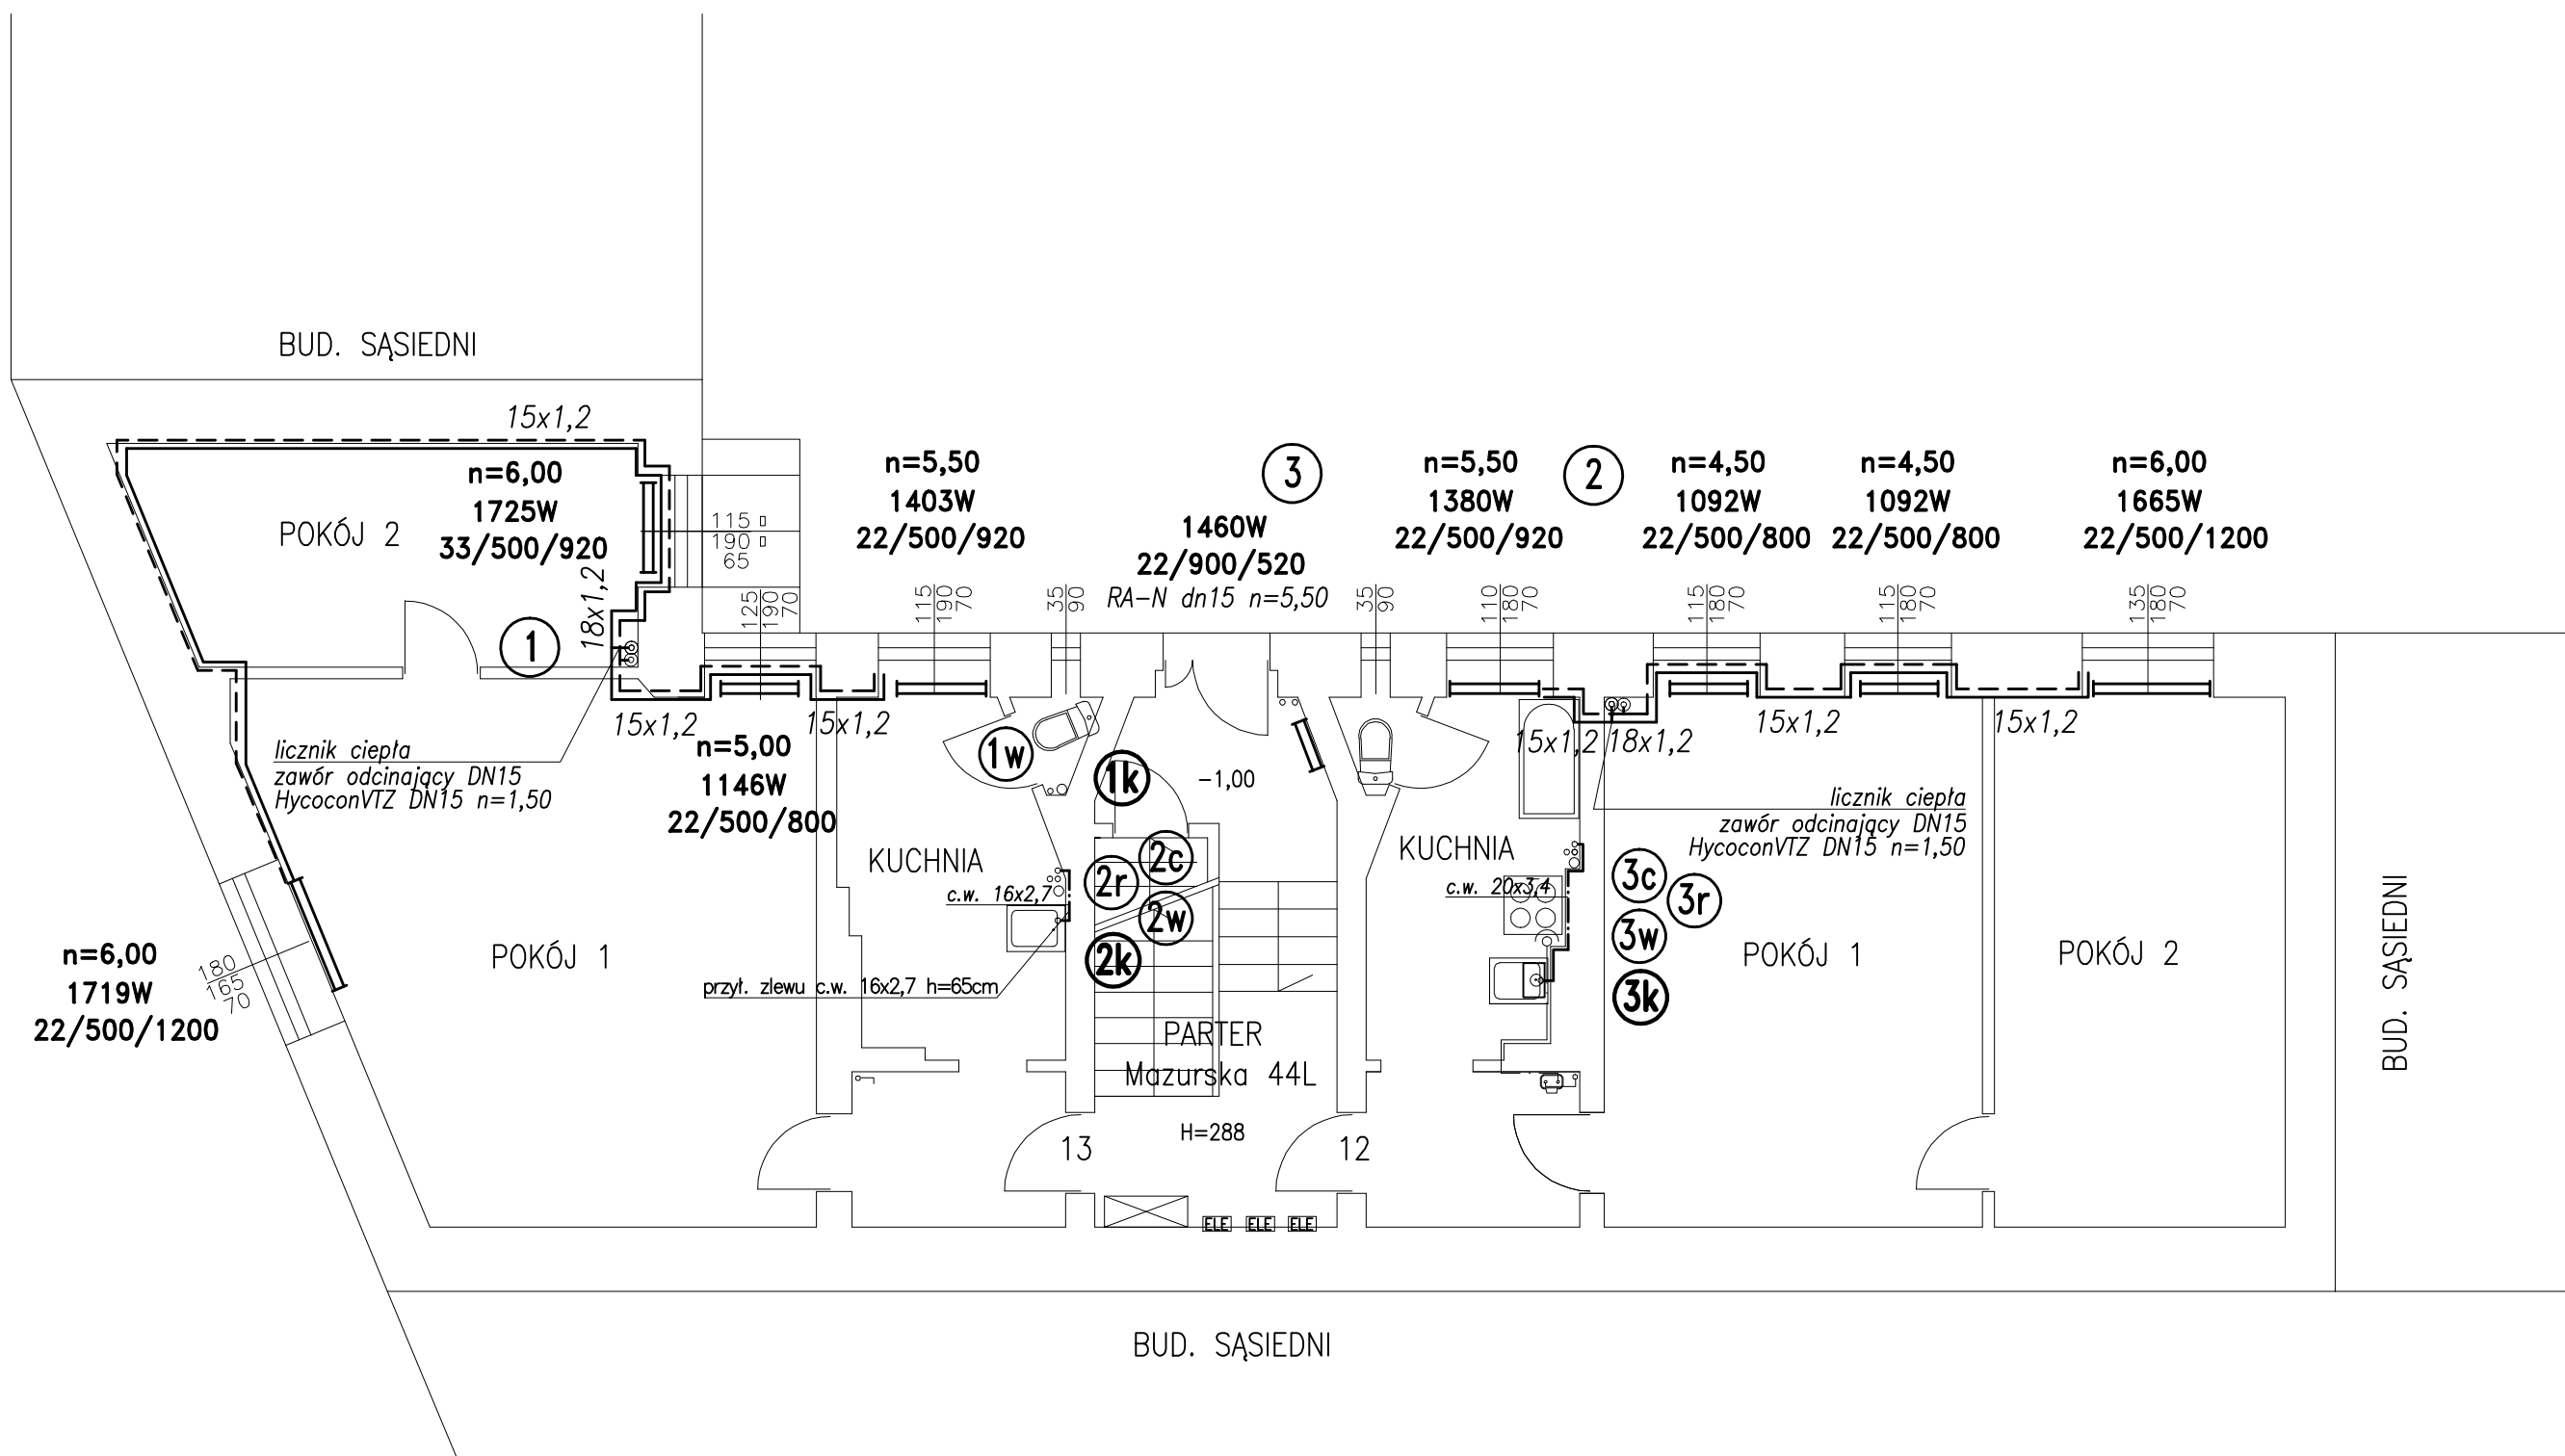 BUD. SĄSIEDNI
15x1,2
n=6,00
1725W
33/500/920
POKÓJ 2
18x1,2
1
115
190
65
125
190
70
n=5,50
1403W
22/500/920
115
190
70
35
90
3
1460W
22/900/520
RA-N dn15 n=5,50
35
90
n=5,50
1380W
22/500/920
110
180
70
2
n=4,50
1092W
22/500/800
115
180
70
n=4,50
1092W
22/500/800
115
180
70
n=6,00
1665W
22/500/1200
135
180
70
15x1,2
15x1,2
15x1,2
18x1,2
15x1,2
15x1,2
licznik ciepła
zawór odcinający DN15
HycoconVTZ DN15 n=1,50
n=5,00
1146W
22/500/800
1w
1k
-1,00
licznik ciepła
zawór odcinający DN15
HycoconVTZ DN15 n=1,50
KUCHNIA
c.w. 16x2,7
2c
2r
2w
2k
KUCHNIA
c.w. 20x3,4
3c
3r
3w
3k
n=6,00
1719W
22/500/1200
180
165
70
POKÓJ 1
przył. zlewu c.w. 16x2,7 h=65cm
POKÓJ 1
POKÓJ 2
BUD. SĄSIEDNI
PARTER
Mazurska 44L
H=288
13
12
ELE
ELE
ELE
BUD. SĄSIEDNI